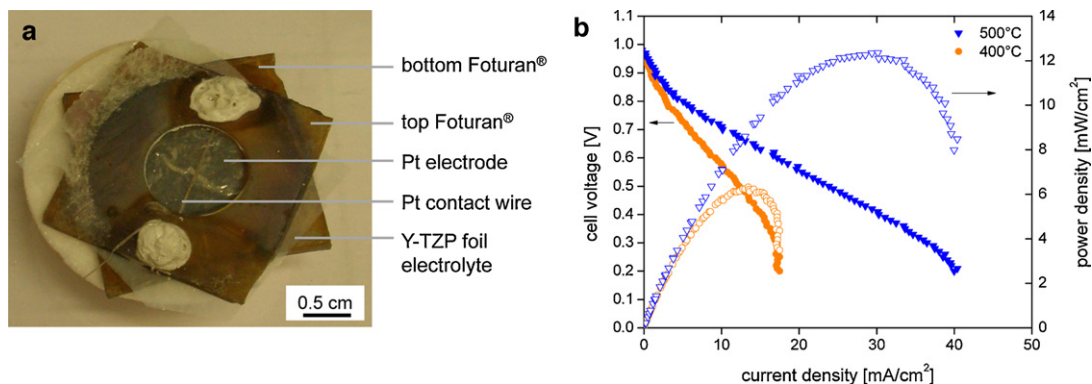 a
bottom Foturan®
top Foturan®
Pt electrode
Pt contact wire
Y-TZP foil
electrolyte
0.5 cm
b
1.1
1.0
0.9
0.8
0.7
0.6
0.5
0.4
0.3
0.2
0.1
0.0
cell voltage [V]
500°C
400°C
14
12
10
8
6
4
2
0
power density [mW/cm²]
0 10 20 30 40 50
current density [mA/cm²]